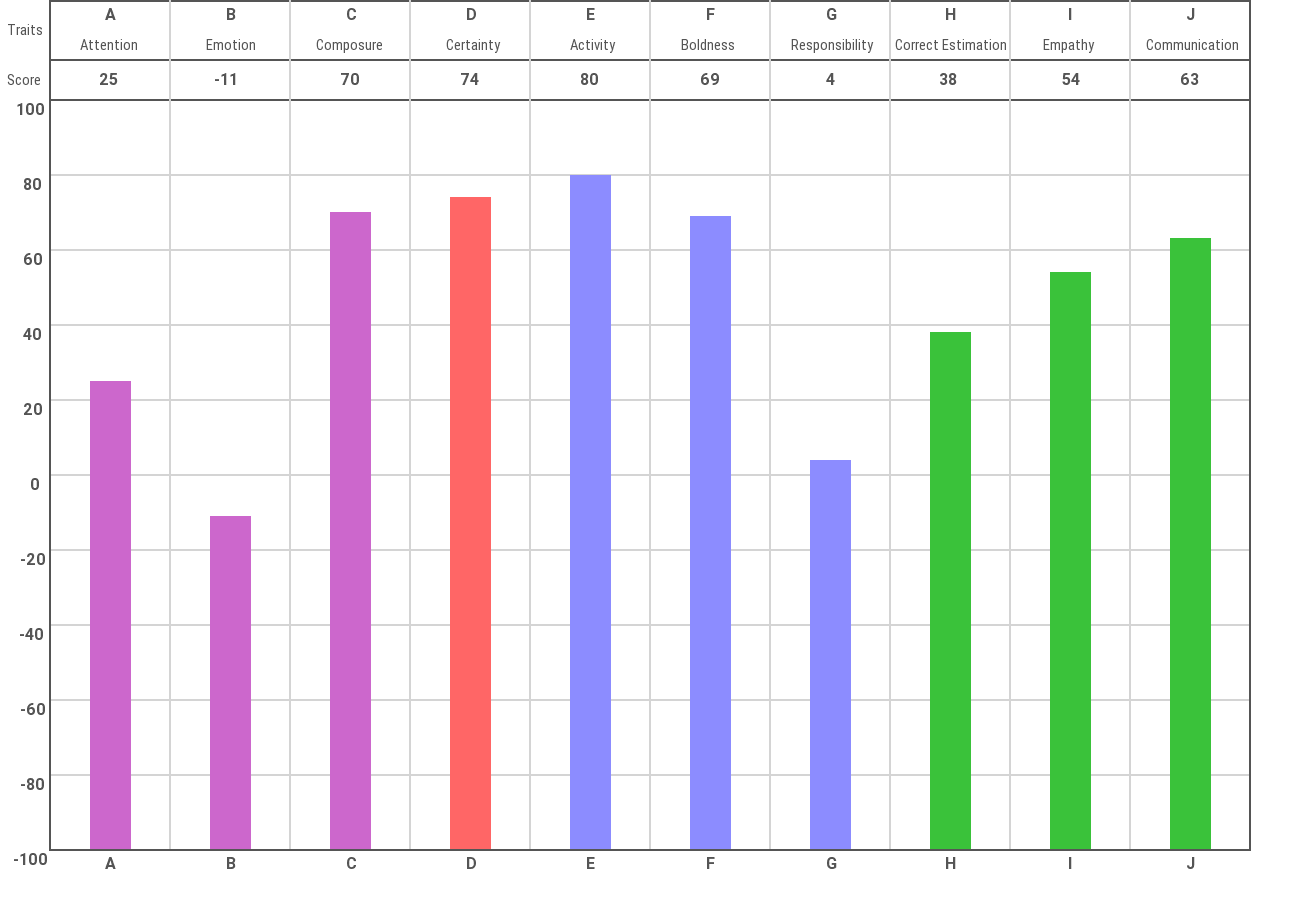 A B C D E F G H I J
Traits
Attention Emotion Composure Certainty Activity Boldness Responsibility Correct Estimation Empathy Communication
Score 25 -11 70 74 80 69 4 38 54 63
100
80
60
40
20
0
-20
-40
-60
-80
-100
A B C D E F G H I J